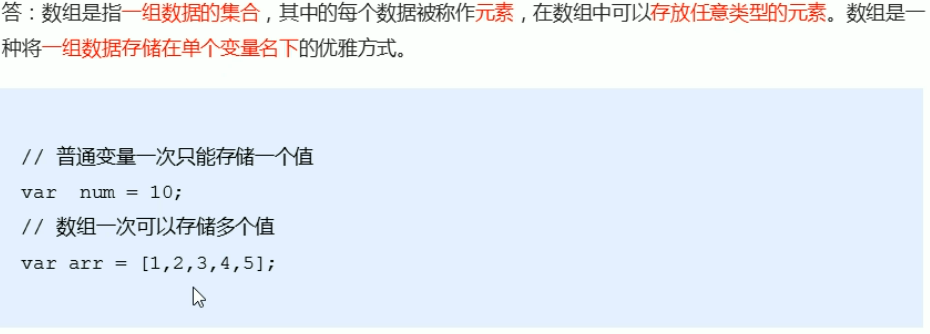 答：数组是指一组数据的集合，其中的每个数据被称作元素，在数组中可以存放任意类型的元素。数组是一
种将一组数据存储在单个变量名下的优雅方式。
// 普通变量一次只能存储一个值
var  num = 10;
// 数组一次可以存储多个值
var arr = [1,2,3,4,5];